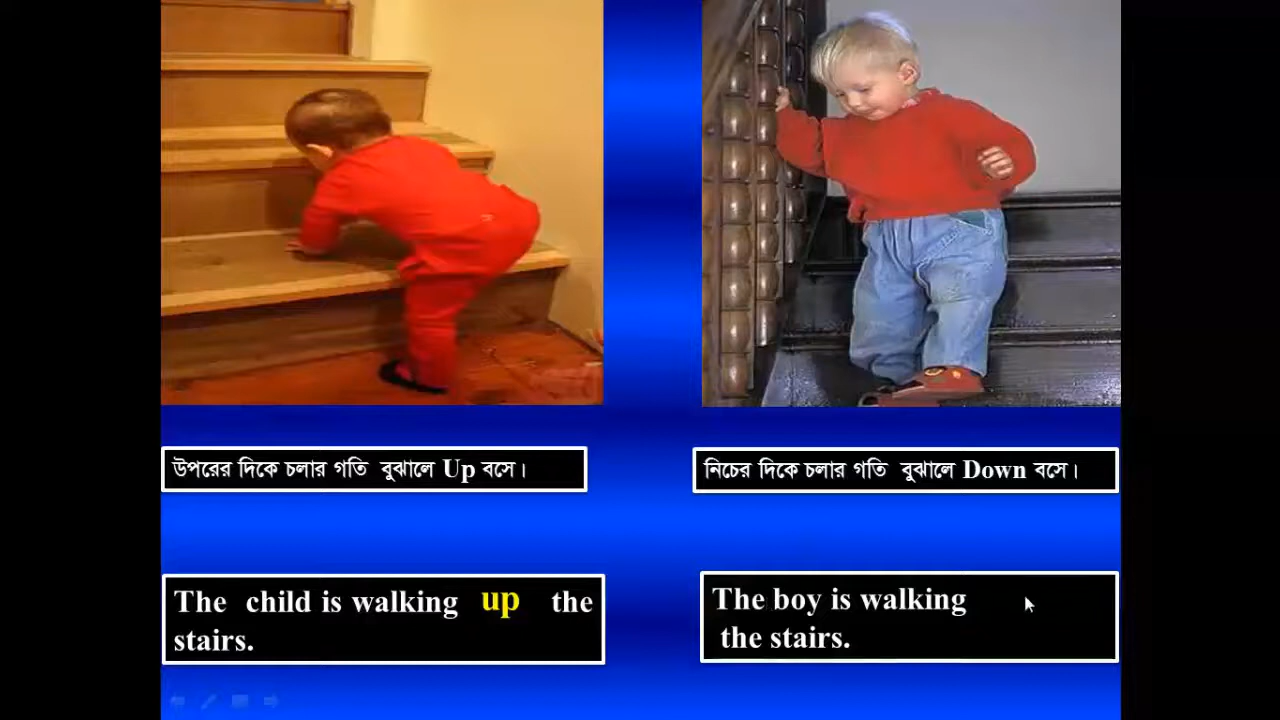 উপরের দিকে চলার গতি বুঝালে Up বসে।
নিচের দিকে চলার গতি বুঝালে Down বসে।
The child is walking up the
stairs.
The boy is walking
the stairs.